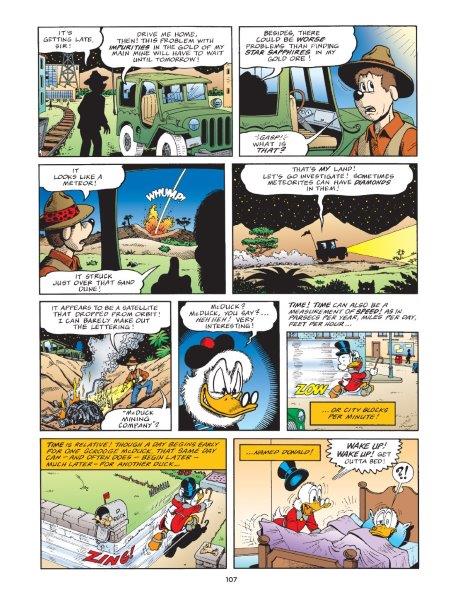 IT'S
GETTING LATE,
SIR!
DRIVE ME HOME,
THEN! THIS PROBLEM WITH
IMPURITIES IN THE GOLD OF MY
MAIN MINE WILL HAVE TO WAIT
UNTIL TOMORROW!
BESIDES, THERE
COULD BE WORSE
PROBLEMS THAN FINDING
STAR SAPPHIRES IN MY
GOLD ORE!
GASP!
WHAT IS
THAT?
IT
LOOKS LIKE A
METEOR!
WHUMP!
IT STRUCK
JUST OVER THAT SAND
DUNE!
THAT'S MY LAND!
LET'S GO INVESTIGATE! SOMETIMES
METEORITES CAN HAVE DIAMONDS
IN THEM!
IT APPEARS TO BE A SATELLITE
THAT DROPPED FROM ORBIT!
I CAN BARELY MAKE OUT
THE LETTERING!
"McDUCK
MINING
COMPANY"?
McDUCK?
McDUCK, YOU SAY?...
HEH HEH! VERY
INTERESTING!
TIME! TIME CAN ALSO BE A
MEASUREMENT OF SPEED! AS IN
PARSECS PER YEAR, MILES PER DAY,
FEET PER HOUR...
ZOW
...OR CITY BLOCKS
PER MINUTE!
TIME IS RELATIVE! THOUGH A DAY BEGINS EARLY
FOR ONE SCROOGE McDUCK, THAT SAME DAY
CAN – AND OFTEN DOES – BEGIN LATER –
MUCH LATER – FOR ANOTHER DUCK...
ZING!
...NAMED DONALD!
WAKE UP!
WAKE UP! GET
OUTTA BED!
?!
107